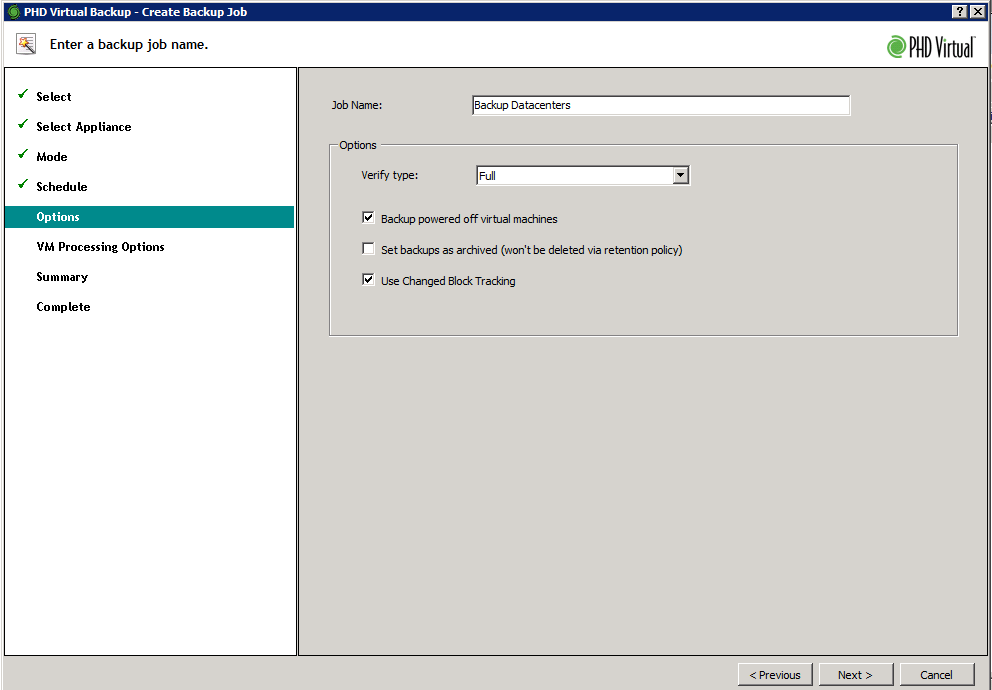 PHD Virtual Backup - Create Backup Job
Enter a backup job name.
PHD Virtual
Select
Select Appliance
Mode
Schedule
Options
VM Processing Options
Summary
Complete
Job Name: Backup Datacenters
Options
Verify type: Full
Backup powered off virtual machines
Set backups as archived (won't be deleted via retention policy)
Use Changed Block Tracking
< Previous Next > Cancel